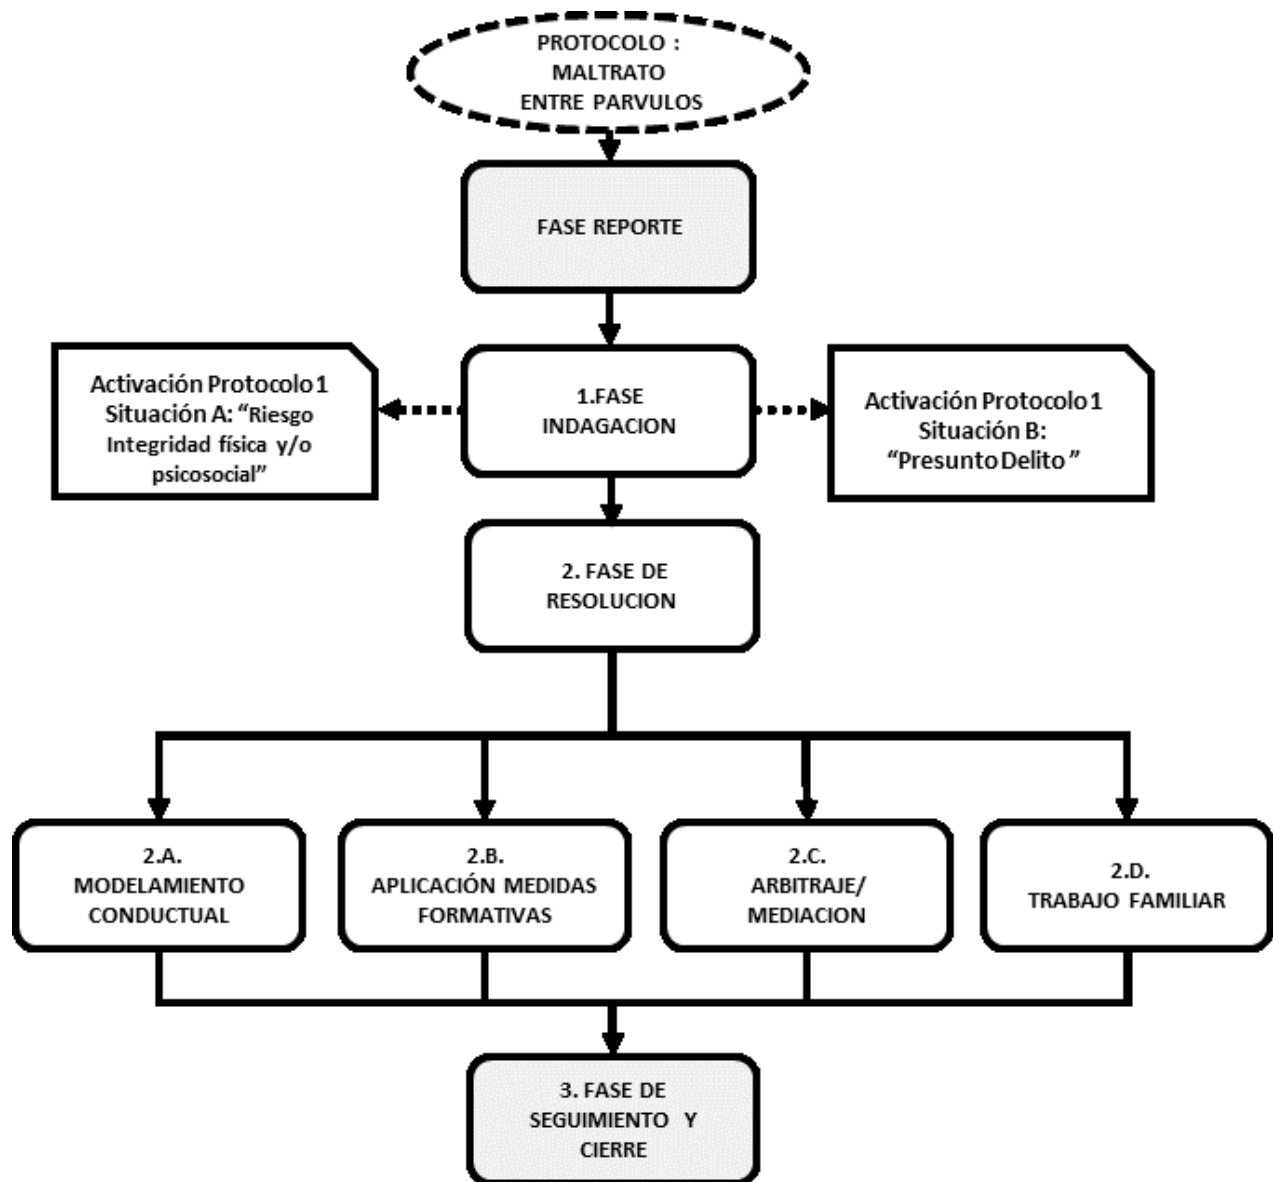 PROTOCOLO :
MALTRATO
ENTRE PARVULOS
FASE REPORTE
Activación Protocolo 1
Situación A: “Riesgo
Integridad física y/o
psicosocial”
1.FASE
INDAGACION
Activación Protocolo 1
Situación B:
“Presunto Delito ”
2. FASE DE
RESOLUCION
2.A.
MODELAMIENTO
CONDUCTUAL
2.B.
APLICACIÓN MEDIDAS
FORMATIVAS
2.C.
ARBITRAJE/
MEDIACION
2.D.
TRABAJO FAMILIAR
3. FASE DE
SEGUIMIENTO Y
CIERRE